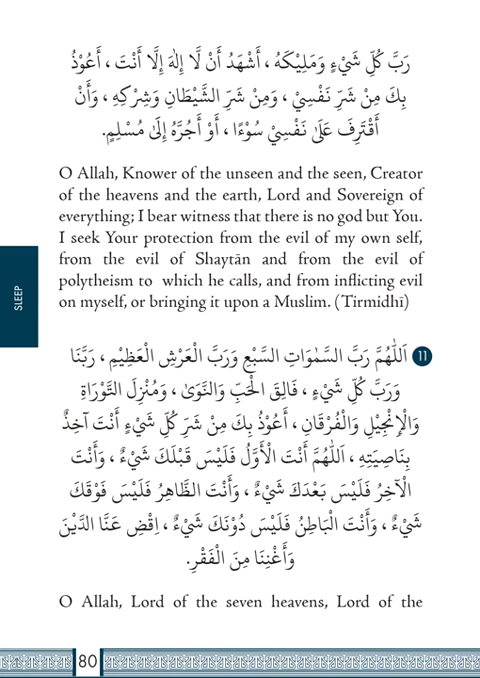 رَبَّ كُلِّ شَيْءٍ وَمَلِيْكَهُ ، أَشْهَدُ أَنْ لَّا إِلٰهَ إِلَّا أَنْتَ ، أَعُوْذُ
بِكَ مِنْ شَرِّ نَفْسِيْ ، وَمِنْ شَرِّ الشَّيْطَانِ وَشِرْكِهِ ، وَأَنْ
أَقْتَرِفَ عَلَىٰ نَفْسِيْ سُوْءًا ، أَوْ أَجُرَّهُ إِلَىٰ مُسْلِمٍ.
O Allah, Knower of the unseen and the seen, Creator
of the heavens and the earth, Lord and Sovereign of
everything; I bear witness that there is no god but You.
I seek Your protection from the evil of my own self,
from the evil of Shayṭān and from the evil of
polytheism to which he calls, and from inflicting evil
on myself, or bringing it upon a Muslim. (Tirmidhī)
SLEEP
11 اَللّٰهُمَّ رَبَّ السَّمٰوَاتِ السَّبْعِ وَرَبَّ الْعَرْشِ الْعَظِيْمِ ، رَبَّنَا
وَرَبَّ كُلِّ شَيْءٍ ، فَالِقَ الْحَبِّ وَالنَّوَىٰ ، وَمُنْزِلَ التَّوْرَاةِ
وَالْإِنْجِيْلِ وَالْفُرْقَانِ ، أَعُوْذُ بِكَ مِنْ شَرِّ كُلِّ شَيْءٍ أَنْتَ آخِذٌ
بِنَاصِيَتِهِ ، اَللّٰهُمَّ أَنْتَ الْأَوَّلُ فَلَيْسَ قَبْلَكَ شَيْءٌ ، وَأَنْتَ
الْآخِرُ فَلَيْسَ بَعْدَكَ شَيْءٌ ، وَأَنْتَ الظَّاهِرُ فَلَيْسَ فَوْقَكَ
شَيْءٌ ، وَأَنْتَ الْبَاطِنُ فَلَيْسَ دُوْنَكَ شَيْءٌ ، اِقْضِ عَنَّا الدَّيْنَ
وَأَغْنِنَا مِنَ الْفَقْرِ.
O Allah, Lord of the seven heavens, Lord of the
80